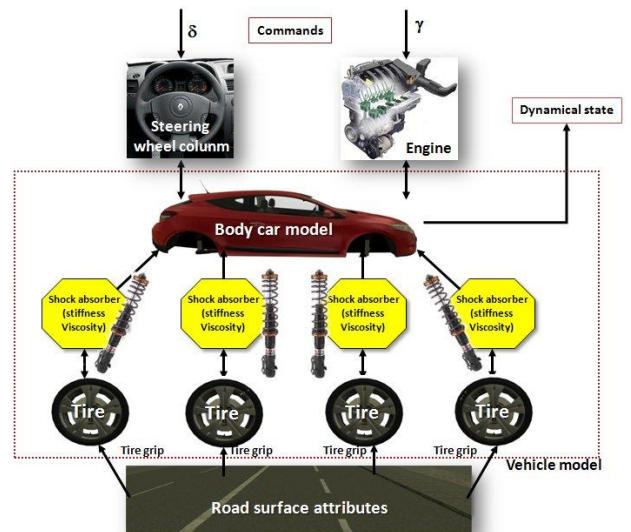 δ
Commands
γ
Steering
wheel colunm
Engine
Dynamical state
Body car model
Shock absorber
(stiffness
Viscosity)
Shock absorber
(stiffness
Viscosity)
Shock absorber
(stiffness
Viscosity)
Shock absorber
(stiffness
Viscosity)
Tire
Tire
Tire
Tire
Tire grip
Tire grip
Tire grip
Tire grip
Vehicle model
Road surface attributes